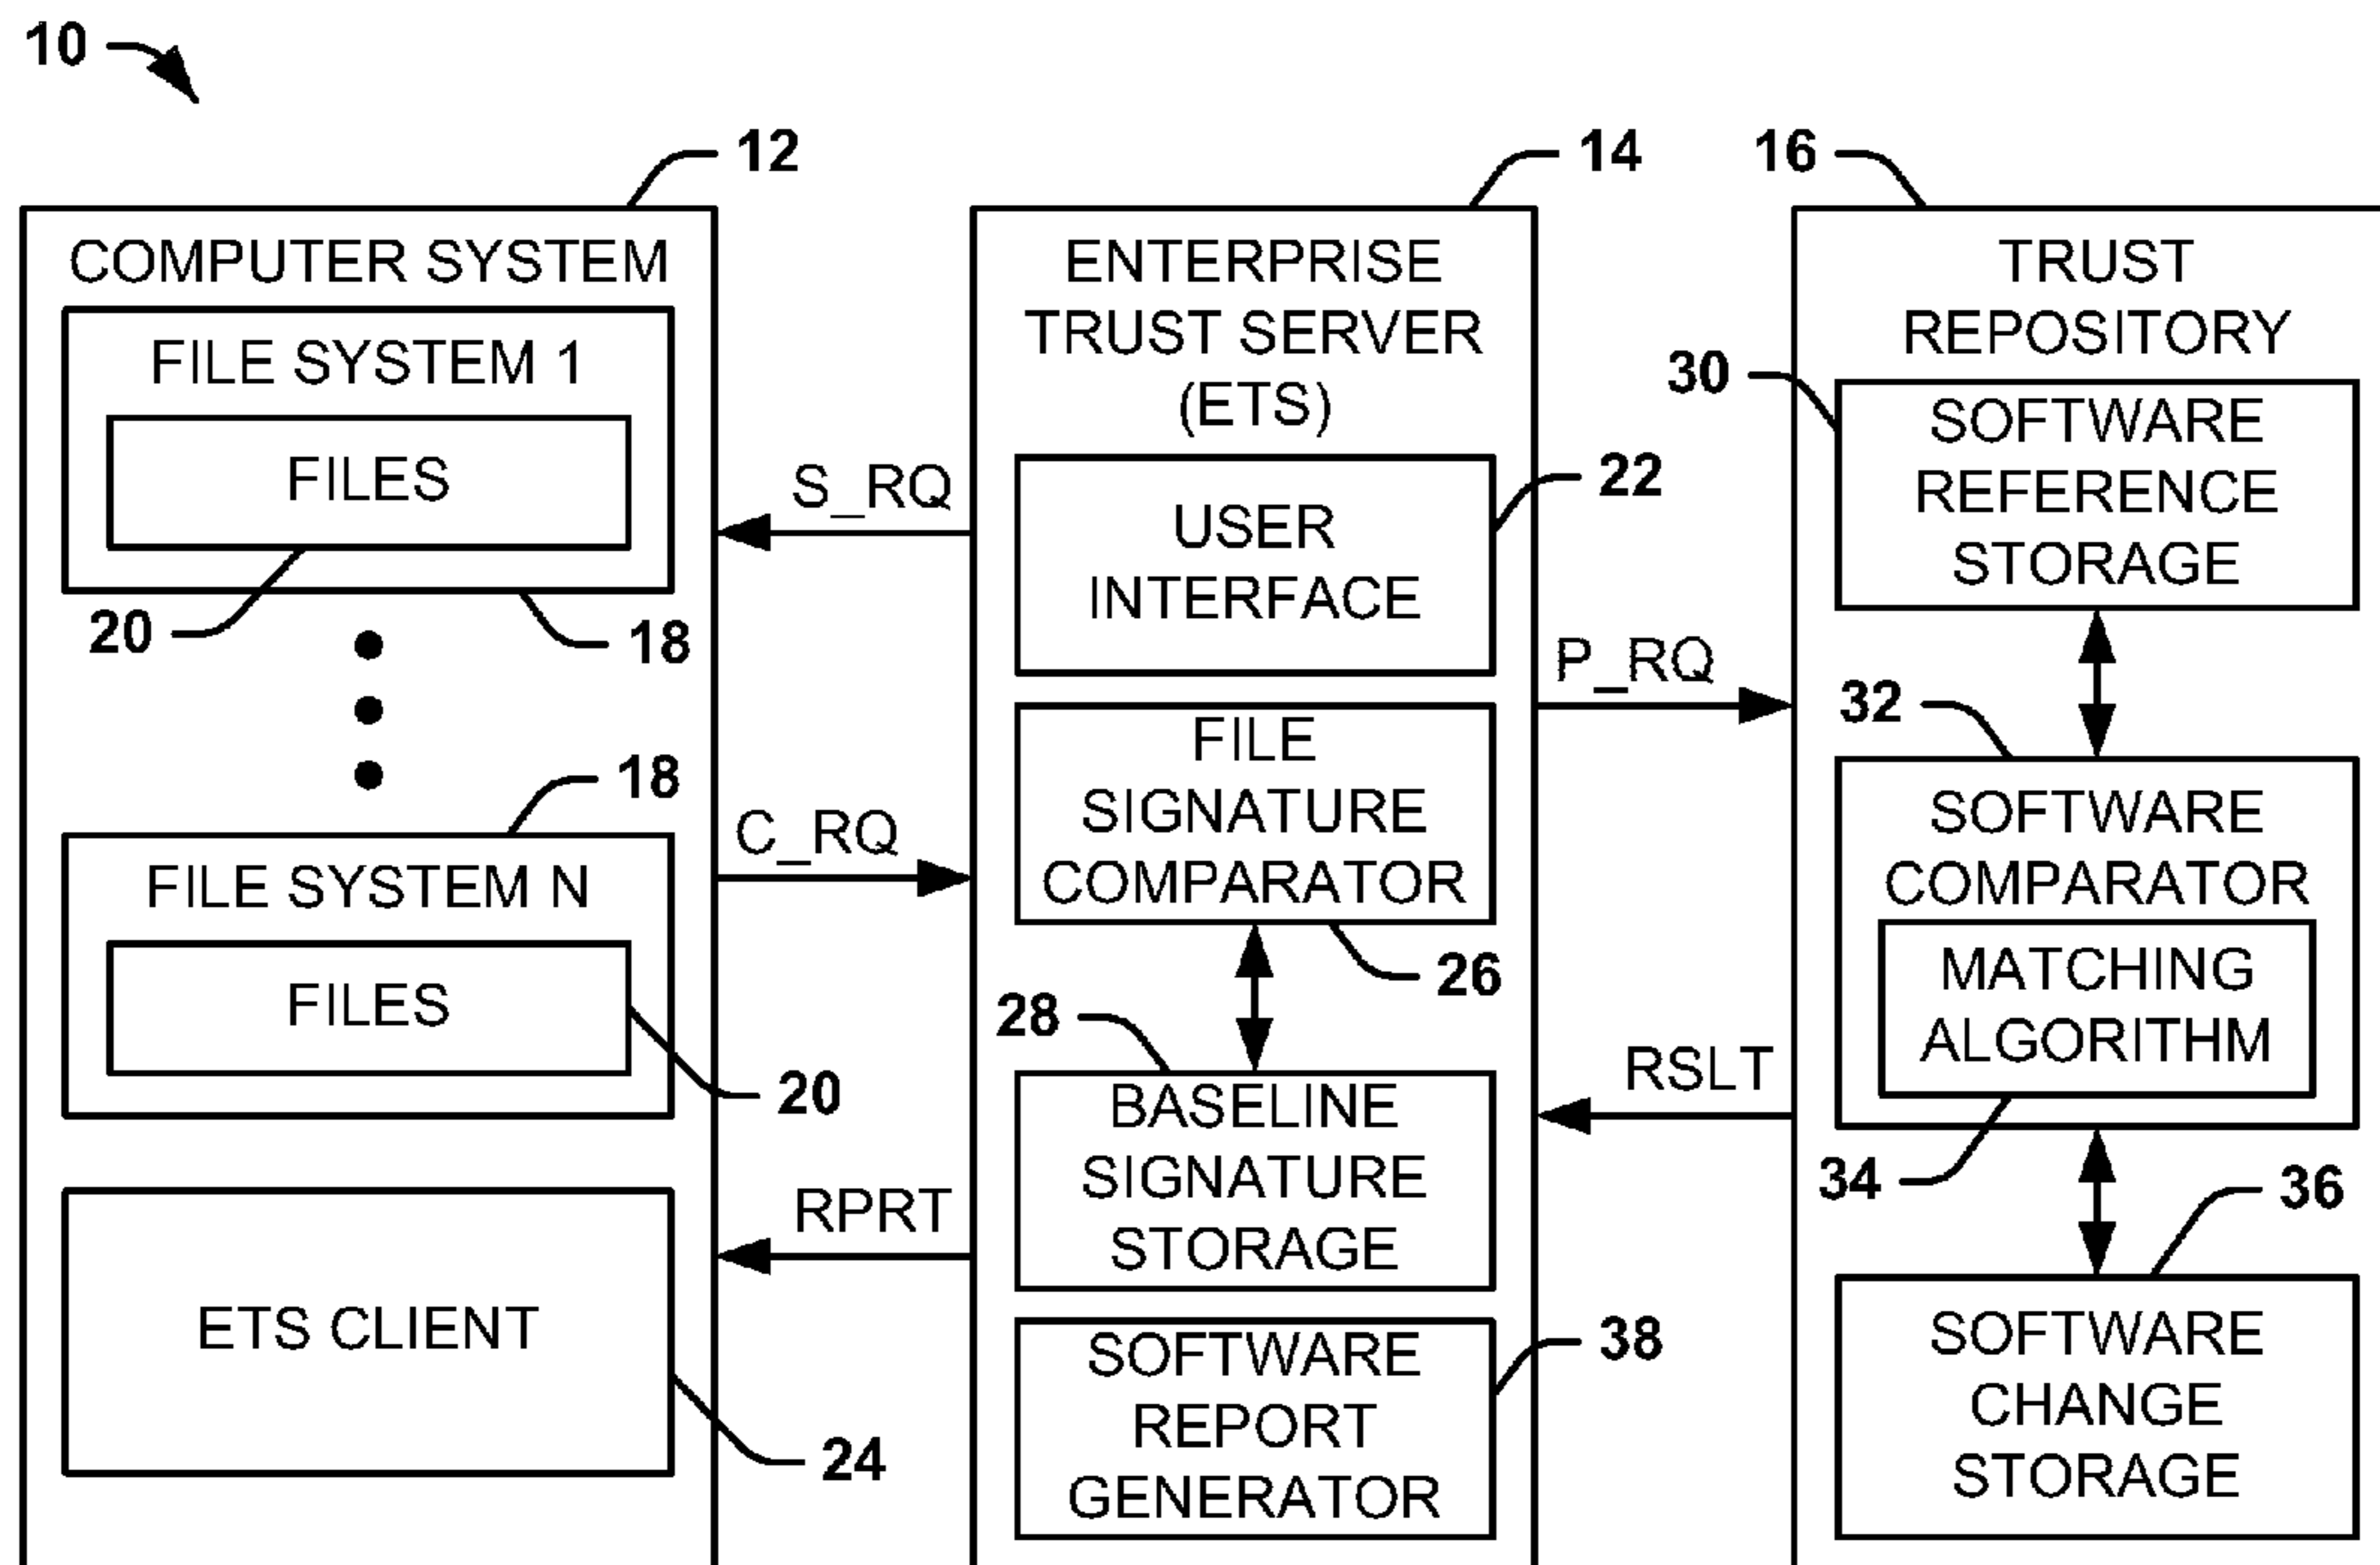 10
12
14
16
COMPUTER SYSTEM
FILE SYSTEM 1
FILES
20
18
18
FILE SYSTEM N
FILES
20
ETS CLIENT
24
S_RQ
C_RQ
RPRT
ENTERPRISE
TRUST SERVER
(ETS)
USER
INTERFACE
22
FILE
SIGNATURE
COMPARATOR
26
28
BASELINE
SIGNATURE
STORAGE
SOFTWARE
REPORT
GENERATOR
38
P_RQ
RSLT
TRUST
REPOSITORY
30
SOFTWARE
REFERENCE
STORAGE
32
SOFTWARE
COMPARATOR
MATCHING
ALGORITHM
34
36
SOFTWARE
CHANGE
STORAGE